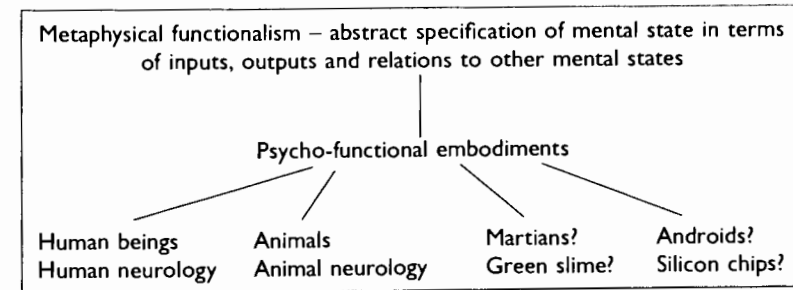 Metaphysical functionalism – abstract specification of mental state in terms
of inputs, outputs and relations to other mental states
Psycho-functional embodiments
Human beings Animals Martians? Androids?
Human neurology Animal neurology Green slime? Silicon chips?